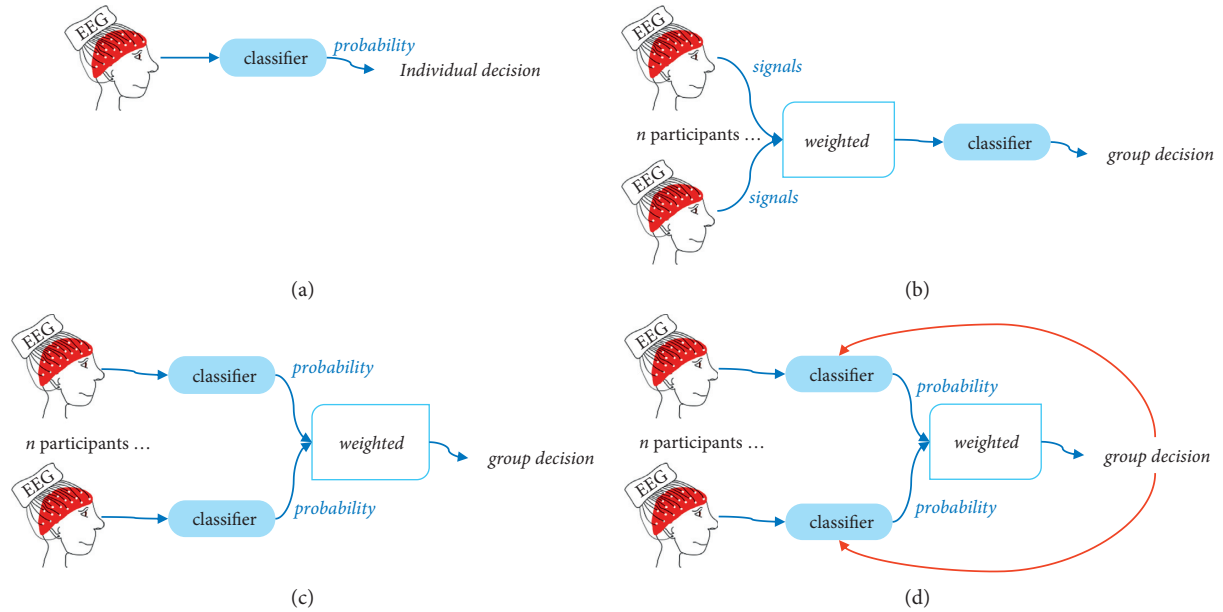 EEG
probability
classifier
Individual decision
(a)
EEG
signals
n participants ...
weighted
classifier
group decision
EEG
signals
(b)
EEG
classifier
probability
n participants ...
weighted
group decision
EEG
classifier
probability
(c)
EEG
classifier
probability
n participants ...
weighted
group decision
EEG
classifier
probability
(d)